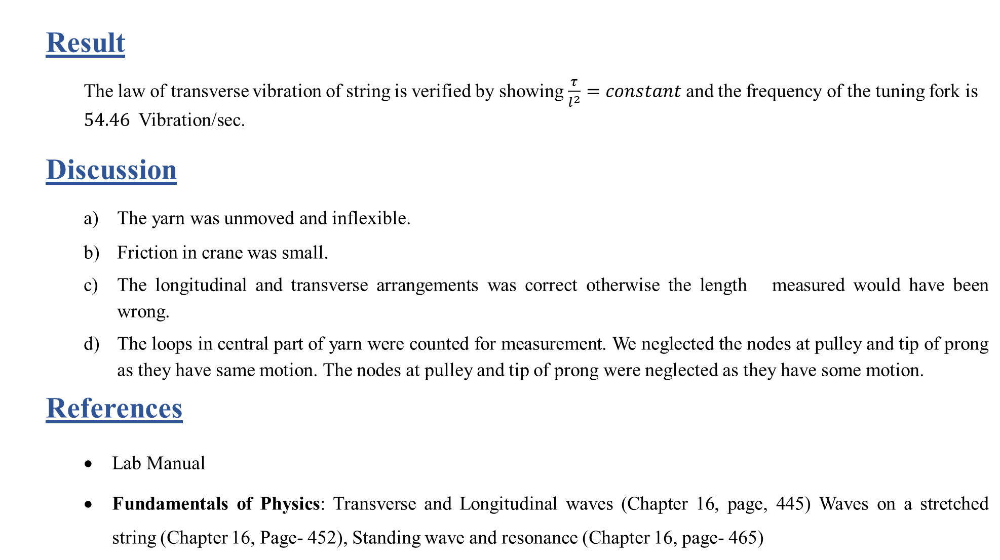 Result
The law of transverse vibration of string is verified by showing τ/l² = constant and the frequency of the tuning fork is
54.46 Vibration/sec.
Discussion
a) The yarn was unmoved and inflexible.
b) Friction in crane was small.
c) The longitudinal and transverse arrangements was correct otherwise the length measured would have been
wrong.
d) The loops in central part of yarn were counted for measurement. We neglected the nodes at pulley and tip of prong
as they have same motion. The nodes at pulley and tip of prong were neglected as they have some motion.
References
• Lab Manual
• Fundamentals of Physics: Transverse and Longitudinal waves (Chapter 16, page, 445) Waves on a stretched
string (Chapter 16, Page- 452), Standing wave and resonance (Chapter 16, page- 465)